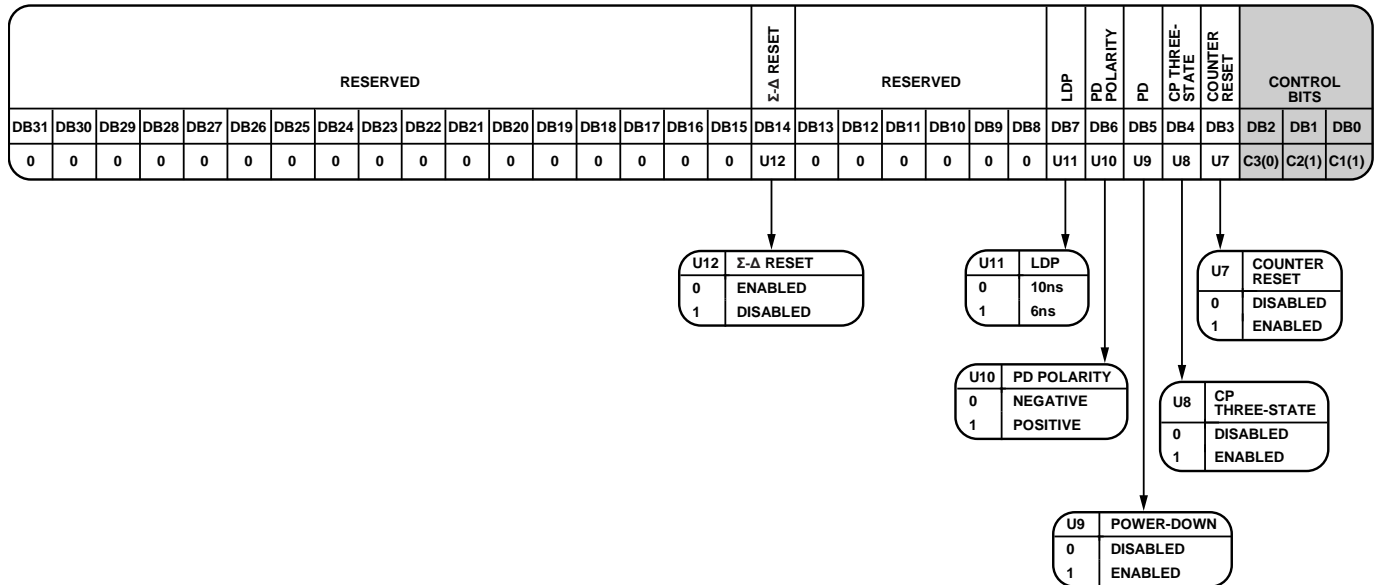 RESERVED Σ-Δ RESET RESERVED LDP PD POLARITY PD CP THREE-STATE COUNTER RESET CONTROL BITS
DB31 DB30 DB29 DB28 DB27 DB26 DB25 DB24 DB23 DB22 DB21 DB20 DB19 DB18 DB17 DB16 DB15 DB14 DB13 DB12 DB11 DB10 DB9 DB8 DB7 DB6 DB5 DB4 DB3 DB2 DB1 DB0
0 0 0 0 0 0 0 0 0 0 0 0 0 0 0 0 0 U12 0 0 0 0 0 0 U11 U10 U9 U8 U7 C3(0) C2(1) C1(1)
U12 Σ-Δ RESET
0 ENABLED
1 DISABLED
U11 LDP
0 10ns
1 6ns
U7 COUNTER RESET
0 DISABLED
1 ENABLED
U10 PD POLARITY
0 NEGATIVE
1 POSITIVE
U8 CP THREE-STATE
0 DISABLED
1 ENABLED
U9 POWER-DOWN
0 DISABLED
1 ENABLED